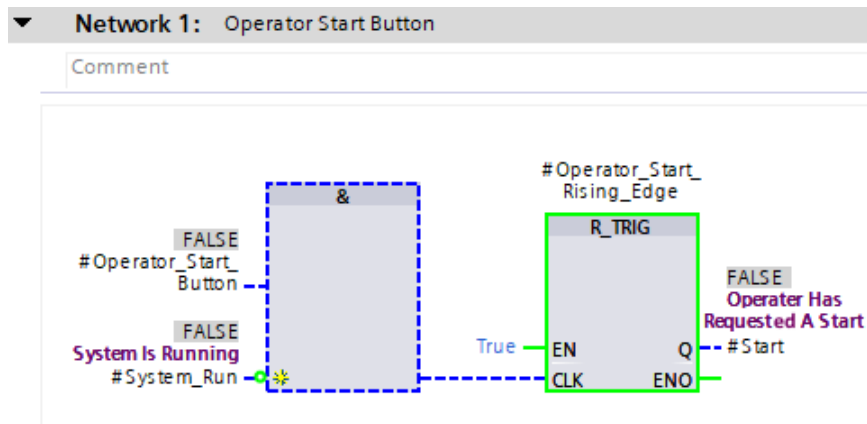 Network 1: Operator Start Button
Comment
#Operator_Start_
Rising_Edge
&
R_TRIG
FALSE
#Operator_Start_
Button
FALSE
System Is Running
#System_Run
True
EN
Q
CLK
ENO
FALSE
Operater Has
Requested A Start
#Start